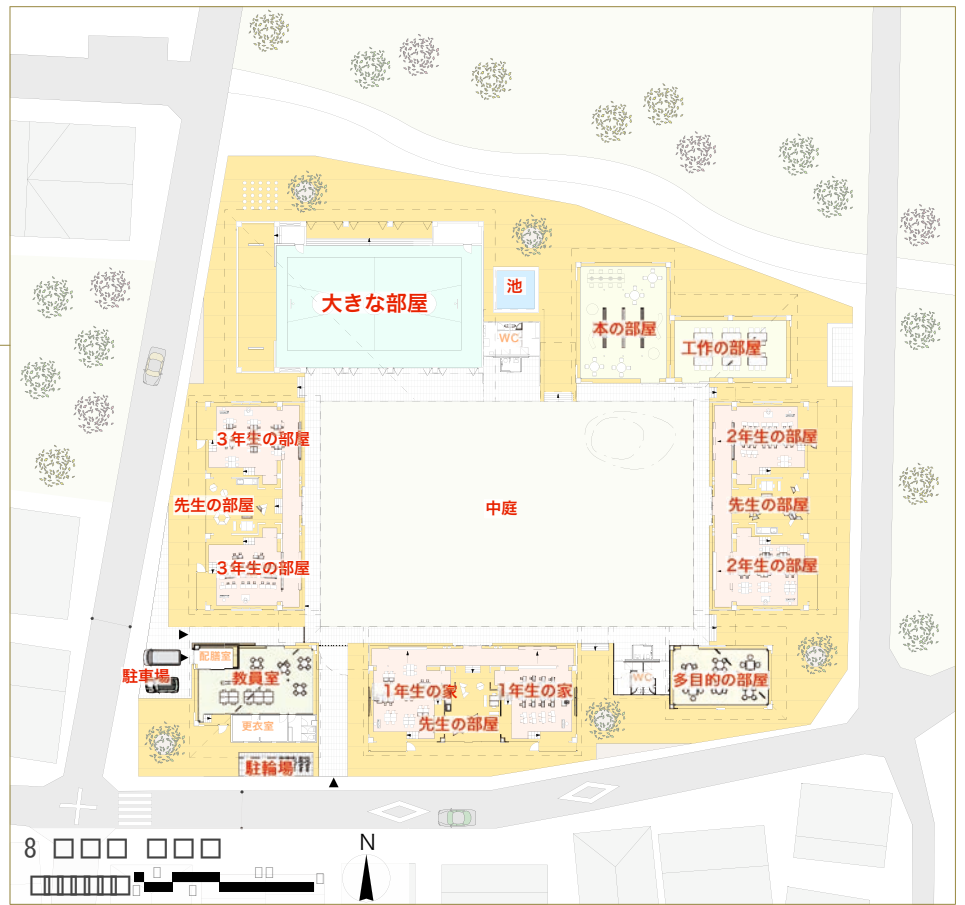 大きな部屋
池
WC
本の部屋
工作の部屋
3年生の部屋
2年生の部屋
先生の部屋
中庭
先生の部屋
3年生の部屋
2年生の部屋
配膳室
駐車場
教員室
1年生の家
1年生の家
WC
多目的の部屋
先生の部屋
更衣室
駐輪場
8 □□□ □□□
N